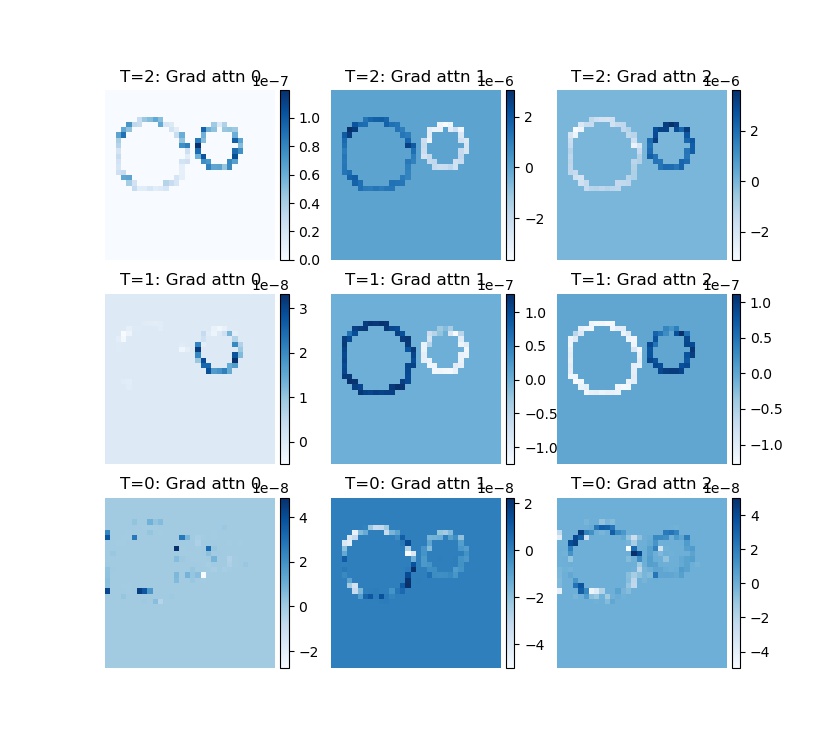 T=2: Grad attn 0
1e−7
1.0
0.8
0.6
0.4
0.2
0.0
T=2: Grad attn 1
1e−6
2
0
−2
T=2: Grad attn 2
1e−6
2
0
−2
T=1: Grad attn 0
1e−8
3
2
1
0
T=1: Grad attn 1
1e−7
1.0
0.5
0.0
−0.5
−1.0
T=1: Grad attn 2
1e−7
1.0
0.5
0.0
−0.5
−1.0
T=0: Grad attn 0
1e−8
4
2
0
−2
T=0: Grad attn 1
1e−8
2
0
−2
−4
T=0: Grad attn 2
1e−8
4
2
0
−2
−4